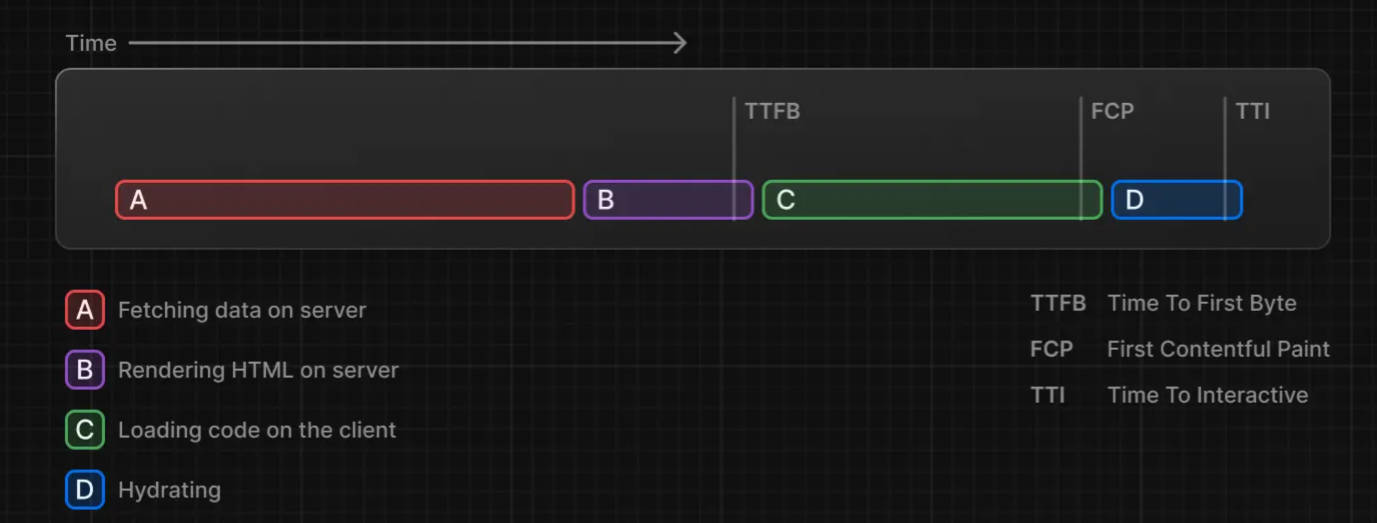 Time
TTFB
FCP
TTI
A
B
C
D
A Fetching data on server
B Rendering HTML on server
C Loading code on the client
D Hydrating
TTFB Time To First Byte
FCP First Contentful Paint
TTI Time To Interactive